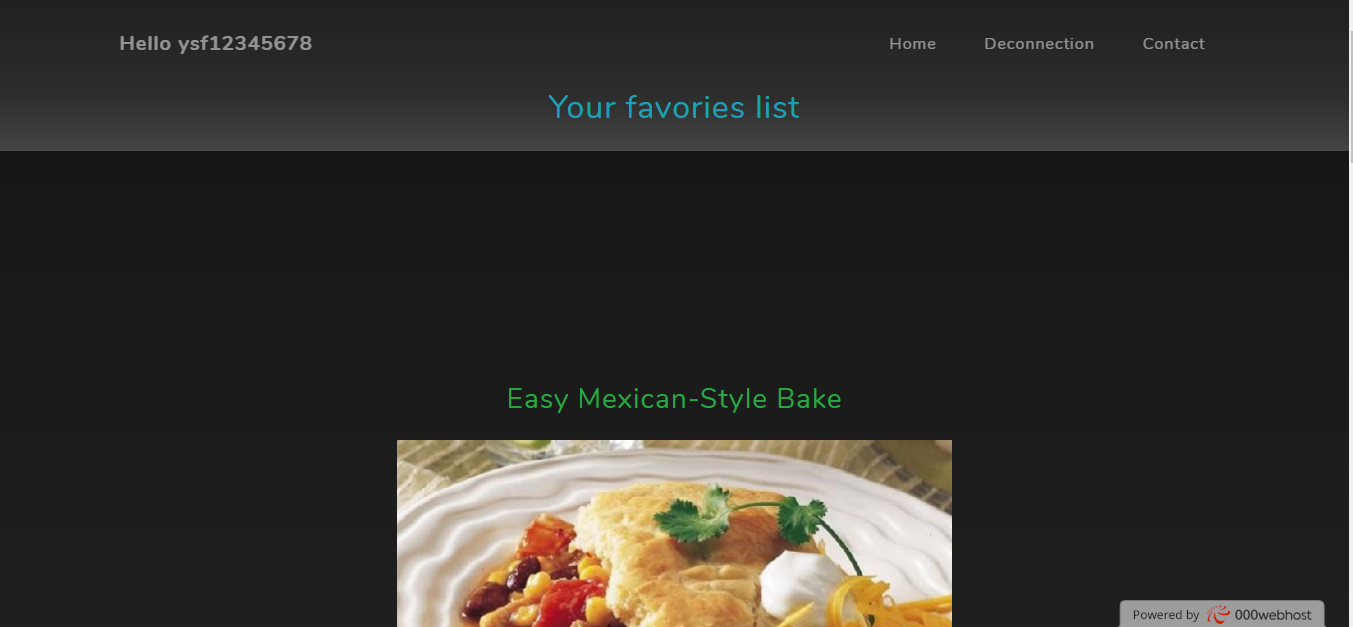 Hello ysf12345678
Home
Deconnection
Contact
Your favories list
Easy Mexican-Style Bake
Powered by 000webhost